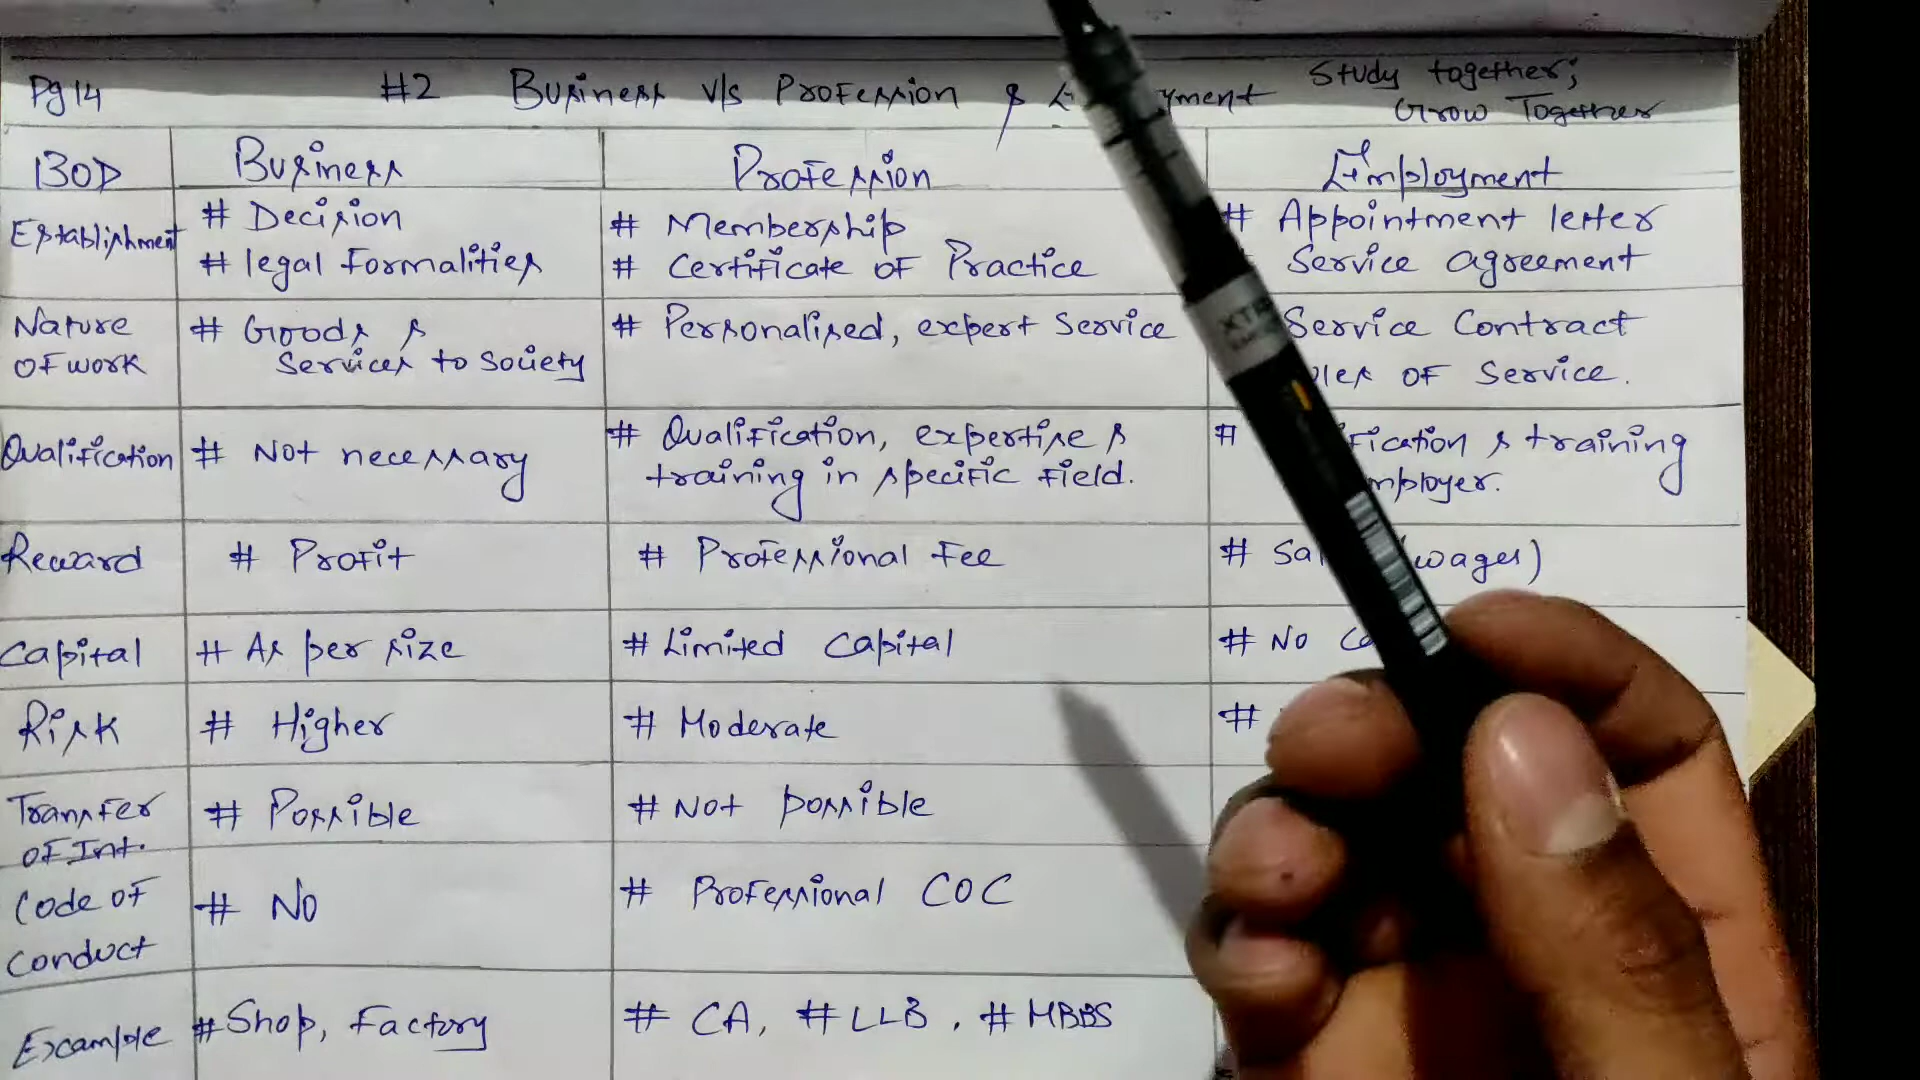 Pg 14
#2 Business v/s Profession & Study together;
Grow Together
BOD Business Profession Employment
Establishment # Decision # Membership # Appointment letter
# legal formalities # Certificate of Practice Service agreement
Nature of work # Goods & Services to Society # Personalised, expert Service Service Contract
of Service.
Qualification # Not necessary # Qualification, expertise & training in specific field. # & training
Reward # Profit # Professional Fee # (wages)
Capital # As per size # Limited Capital # No
Risk # Higher # Moderate #
Transfer of Int. # Possible # Not possible
Code of conduct # No # Professional COC
Example # Shop, Factory # CA, # LLB, # MBBS